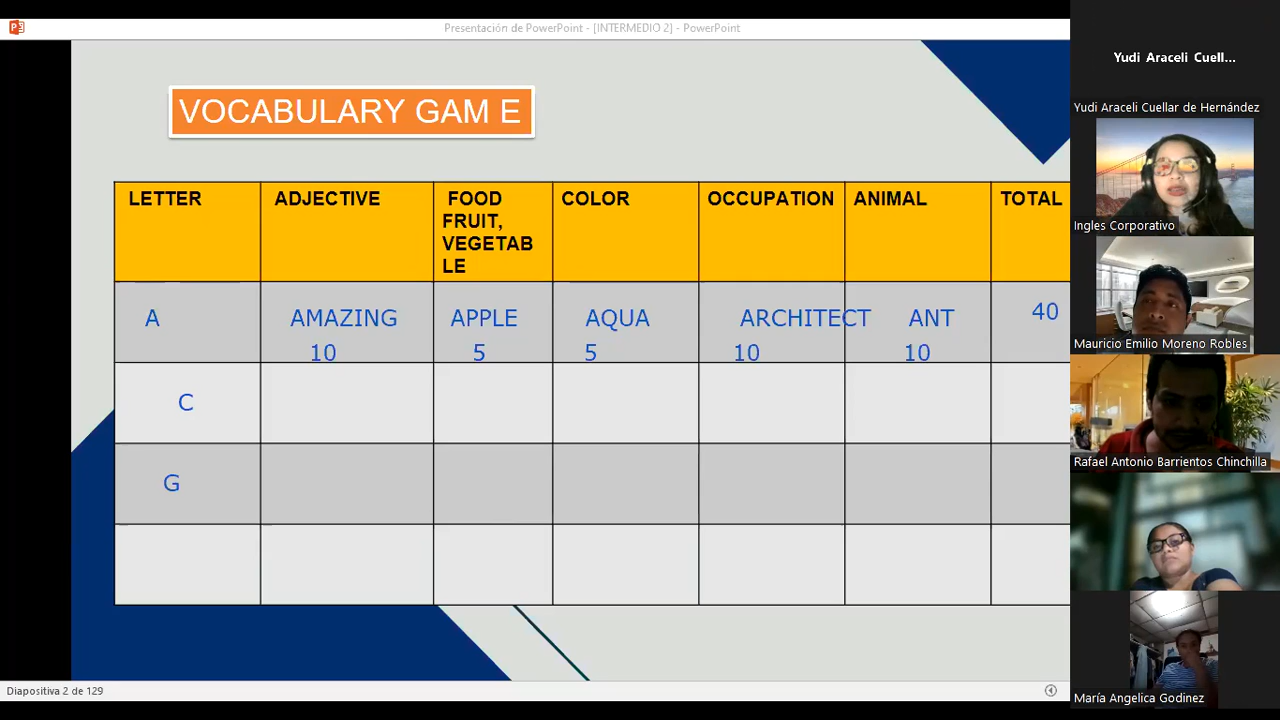 Presentación de PowerPoint - [INTERMEDIO 2] - PowerPoint
VOCABULARY GAM E
LETTER ADJECTIVE FOOD FRUIT, VEGETAB LE COLOR OCCUPATION ANIMAL TOTAL
A AMAZING APPLE AQUA ARCHITECT ANT 40
10 5 5 10 10
C
G
Diapositiva 2 de 129
Yudi Araceli Cuell...
Yudi Araceli Cuellar de Hernández
Ingles Corporativo
Mauricio Emilio Moreno Robles
Rafael Antonio Barrientos Chinchilla
María Angelica Godinez